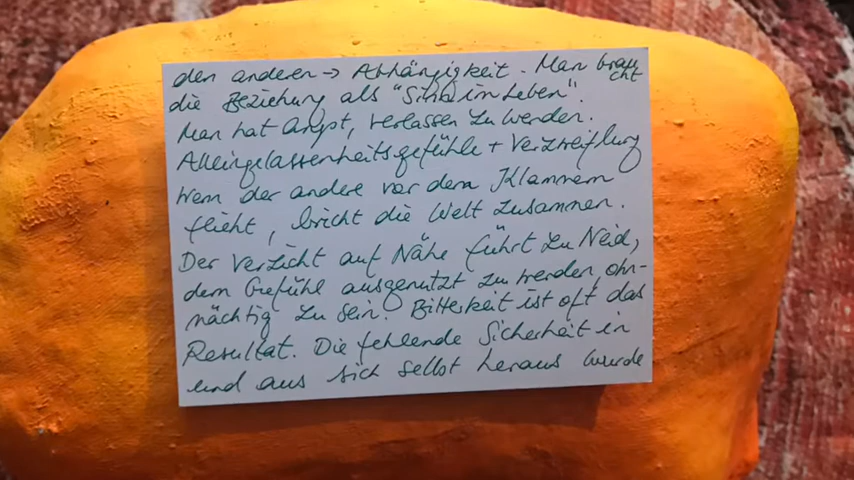 den anderen → Abhängigkeit. Man braucht
die Beziehung als "Sinn im Leben".
Man hat Angst, verlassen zu werden.
Alleingelassenheitsgefühle + Verzweiflung
Wenn der andere vor dem Klammern
flieht, bricht die Welt zusammen.
Der Verzicht auf Nähe führt zu Neid,
dem Gefühl ausgenutzt zu werden, ohn-
mächtig zu sein. Bitterkeit ist oft das
Resultat. Die fehlende Sicherheit in
und aus sich selbst heraus wurde